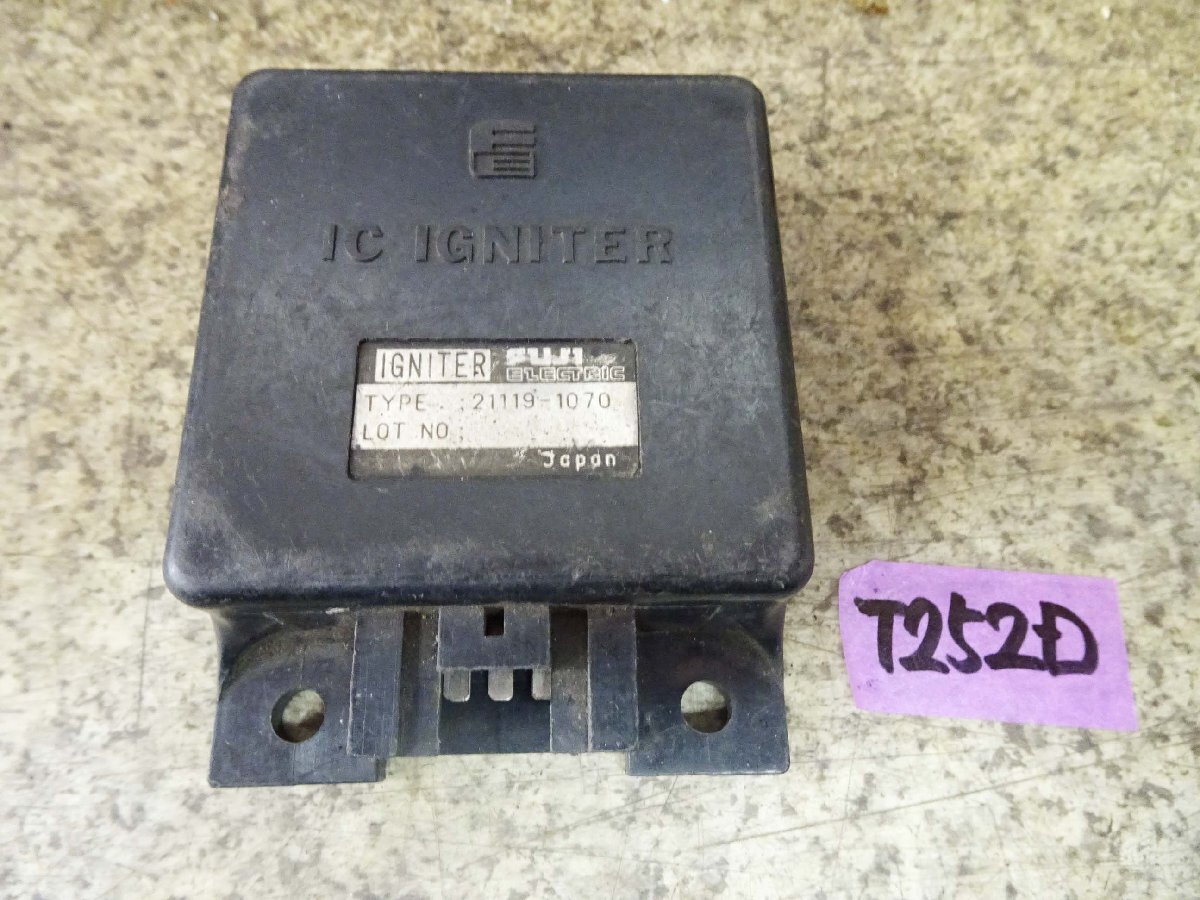 IC IGNITER
IGNITER FUJI
ELECTRIC
TYPE : 21119-1070
LOT NO :
Japan
T252D